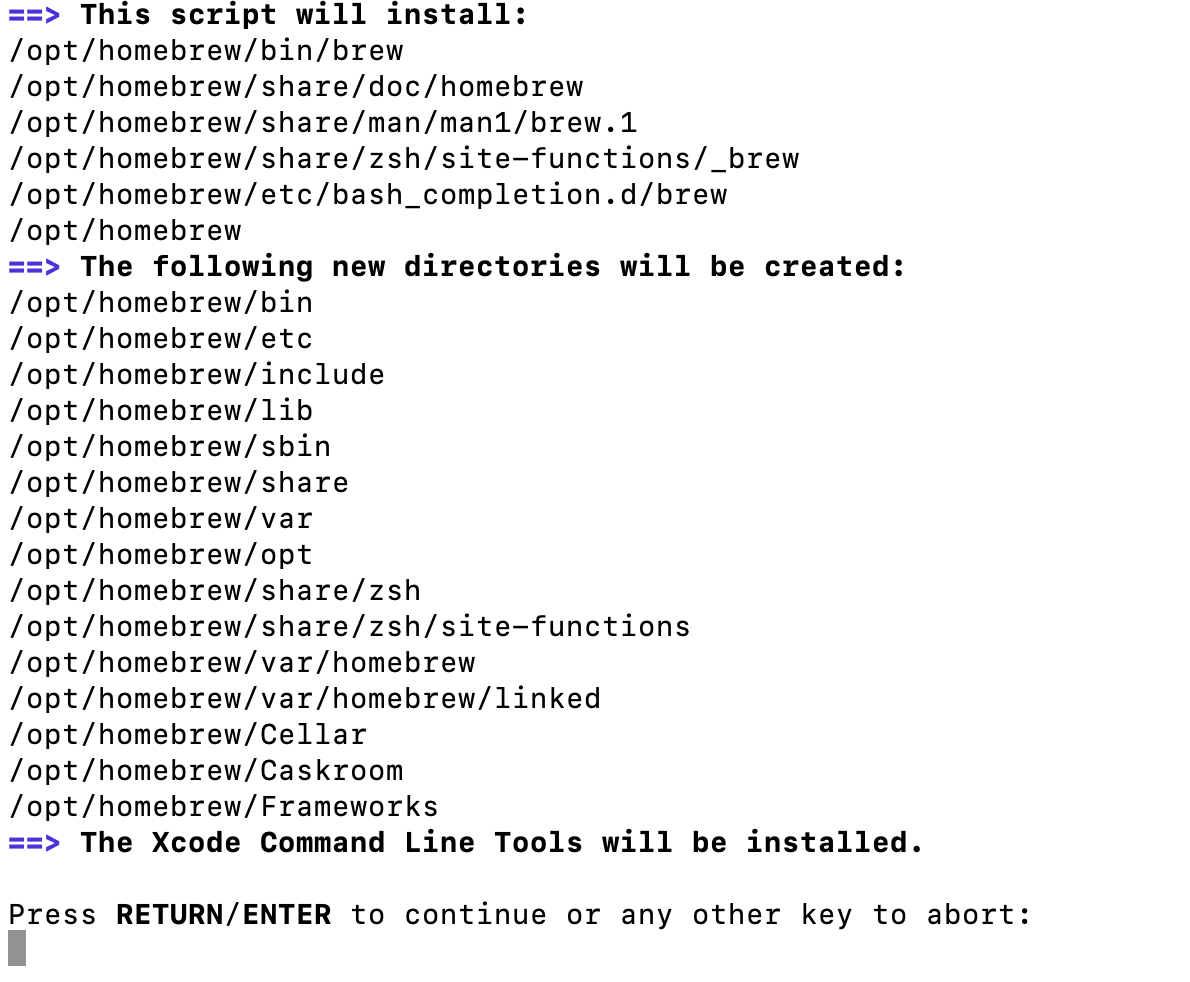 ==> This script will install:
/opt/homebrew/bin/brew
/opt/homebrew/share/doc/homebrew
/opt/homebrew/share/man/man1/brew.1
/opt/homebrew/share/zsh/site-functions/_brew
/opt/homebrew/etc/bash_completion.d/brew
/opt/homebrew
==> The following new directories will be created:
/opt/homebrew/bin
/opt/homebrew/etc
/opt/homebrew/include
/opt/homebrew/lib
/opt/homebrew/sbin
/opt/homebrew/share
/opt/homebrew/var
/opt/homebrew/opt
/opt/homebrew/share/zsh
/opt/homebrew/share/zsh/site-functions
/opt/homebrew/var/homebrew
/opt/homebrew/var/homebrew/linked
/opt/homebrew/Cellar
/opt/homebrew/Caskroom
/opt/homebrew/Frameworks
==> The Xcode Command Line Tools will be installed.
Press RETURN/ENTER to continue or any other key to abort: